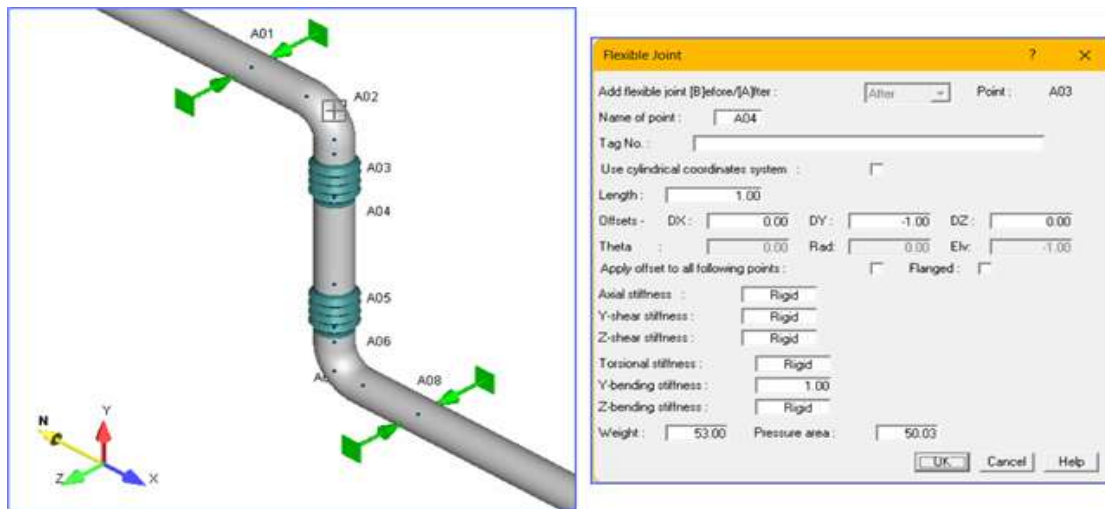 A01
A02
A03
A04
A05
A06
A08
N
Y
Z
X
Flexible Joint ? ×
Add flexible joint [B]efore/[A]fter : After Point : A03
Name of point : A04
Tag No. :
Use cylindrical coordinates system :
Length : 1.00
Offsets - DX : 0.00 DY : -1.00 DZ : 0.00
Theta : 0.00 Rad: 0.00 Elv: -1.00
Apply offset to all following points : Flanged :
Axial stiffness : Rigid
Y-shear stiffness : Rigid
Z-shear stiffness : Rigid
Torsional stiffness : Rigid
Y-bending stiffness : 1.00
Z-bending stiffness : Rigid
Weight : 53.00 Pressure area : 50.03
OK Cancel Help